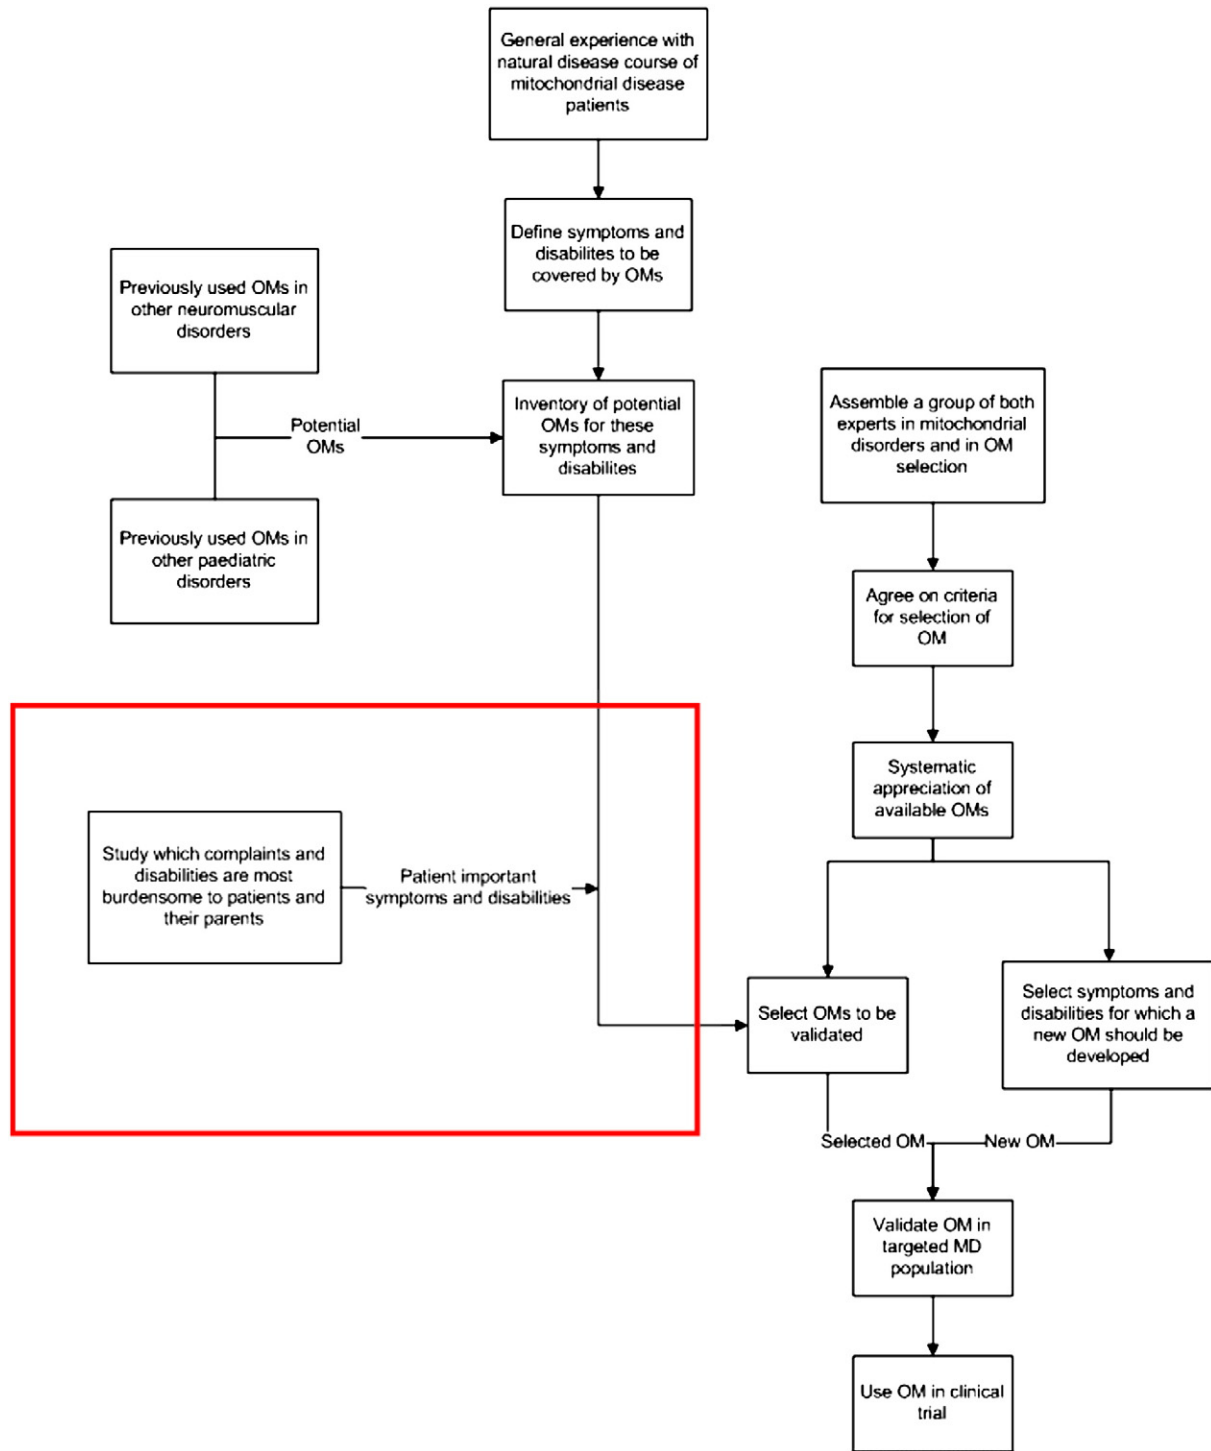 General experience with
natural disease course of
mitochondrial disease
patients
Define symptoms and
disabilites to be
covered by OMs
Previously used OMs in
other neuromuscular
disorders
Potential
OMs
Inventory of potential
OMs for these
symptoms and
disabilites
Previously used OMs in
other paediatric
disorders
Assemble a group of both
experts in mitochondrial
disorders and in OM
selection
Agree on criteria
for selection of
OM
Systematic
appreciation of
available OMs
Study which complaints and
disabilities are most
burdensome to patients and
their parents
Patient important
symptoms and disabilities
Select OMs to be
validated
Select symptoms and
disabilities for which a
new OM should be
developed
Selected OM
New OM
Validate OM in
targeted MD
population
Use OM in clinical
trial